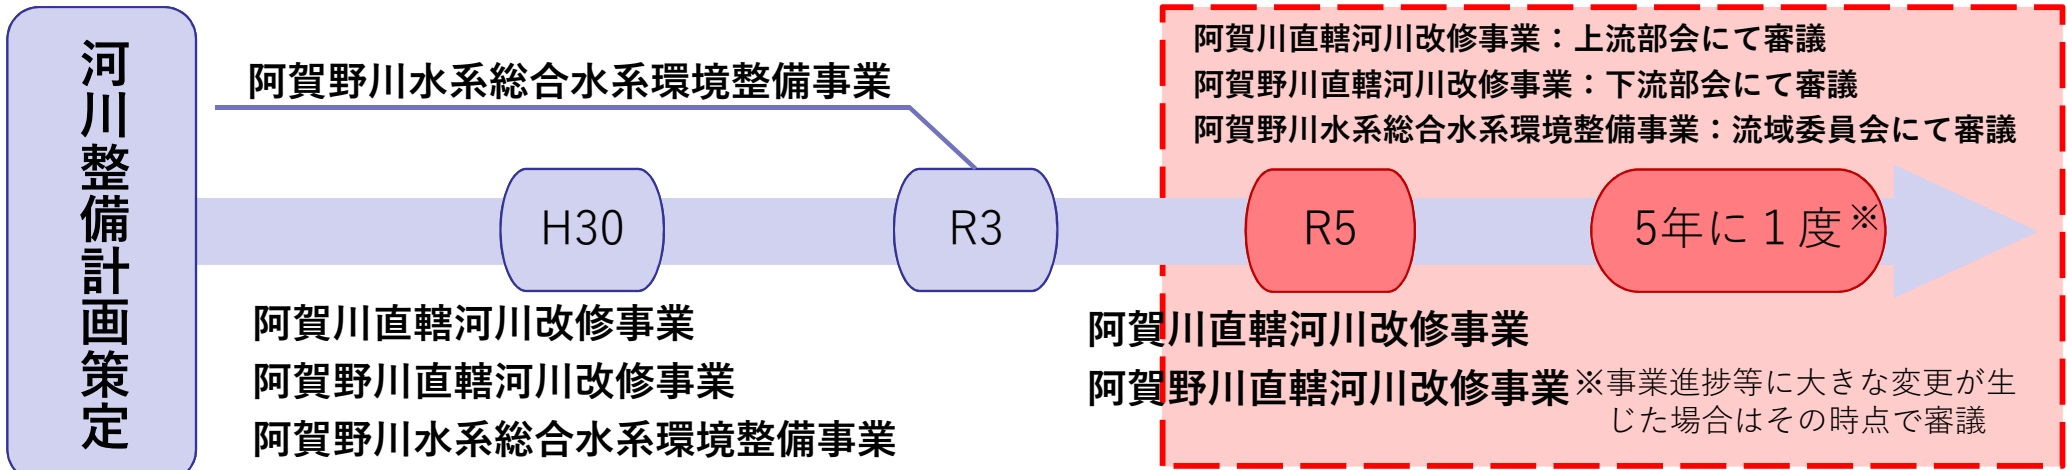 河川整備計画策定
阿賀野川水系総合水系環境整備事業
阿賀川直轄河川改修事業：上流部会にて審議
阿賀野川直轄河川改修事業：下流部会にて審議
阿賀野川水系総合水系環境整備事業：流域委員会にて審議
H30
R3
R5
5年に１度※
阿賀川直轄河川改修事業
阿賀野川直轄河川改修事業
阿賀野川水系総合水系環境整備事業
阿賀川直轄河川改修事業
阿賀野川直轄河川改修事業
※事業進捗等に大きな変更が生
じた場合はその時点で審議